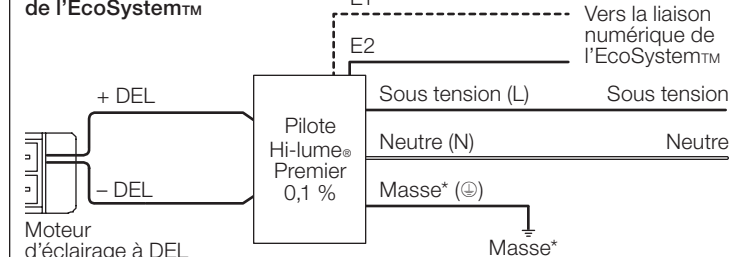 de l'EcoSystem™
E1
Vers la liaison
numérique de
l'EcoSystem™
E2
+ DEL
Sous tension (L) Sous tension
Pilote
Hi-lume®
Premier
0,1 %
Neutre (N) Neutre
– DEL
Masse* (⏚)
Masse*
Moteur
d'éclairage à DEL